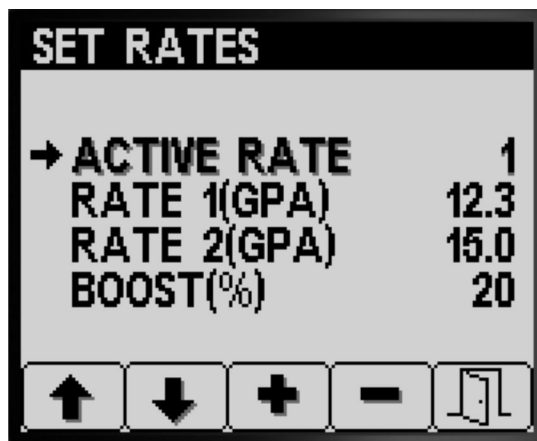 SET RATES
ACTIVE RATE 1
RATE 1(GPA) 12.3
RATE 2(GPA) 15.0
BOOST(%) 20